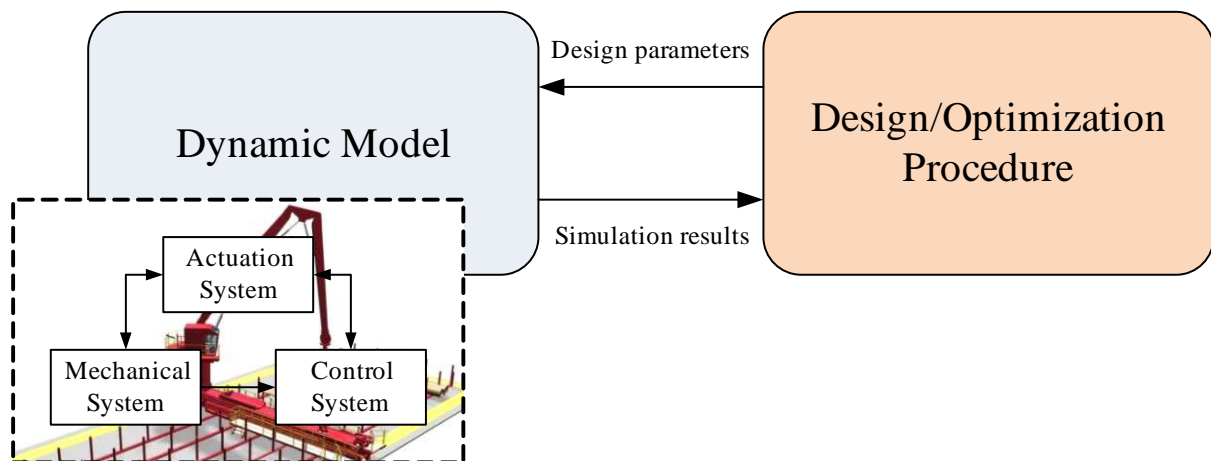 Design parameters
Dynamic Model
Design/Optimization
Procedure
Simulation results
Actuation
System
Mechanical
System
Control
System